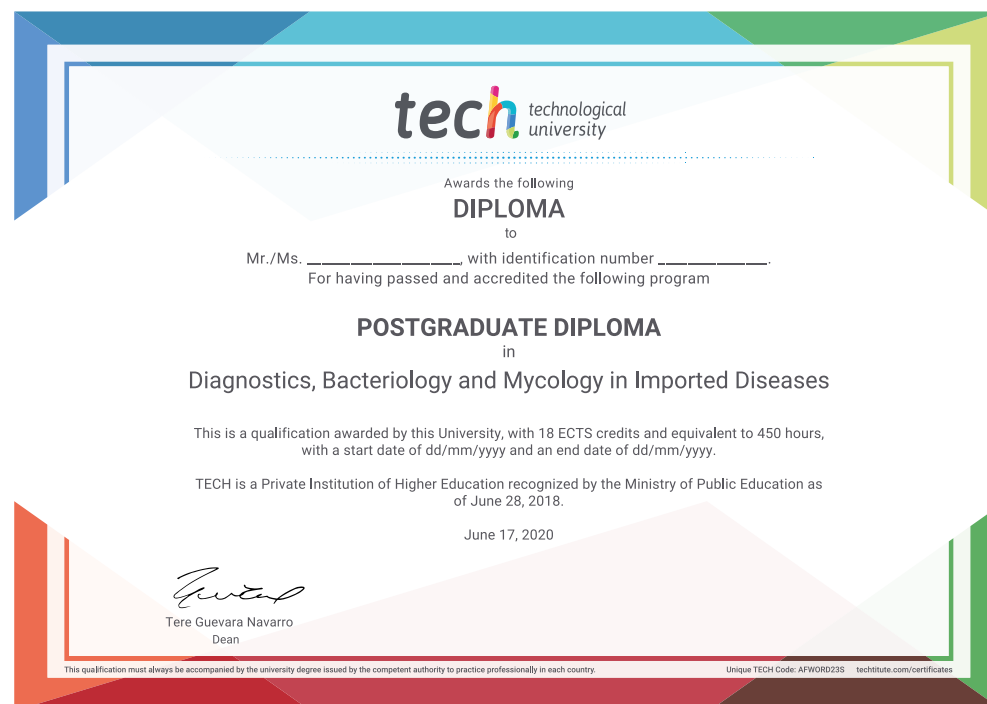 tech technological
university
Awards the following
DIPLOMA
to
Mr./Ms. ____________________, with identification number ______________.
For having passed and accredited the following program
POSTGRADUATE DIPLOMA
in
Diagnostics, Bacteriology and Mycology in Imported Diseases
This is a qualification awarded by this University, with 18 ECTS credits and equivalent to 450 hours,
with a start date of dd/mm/yyyy and an end date of dd/mm/yyyy.
TECH is a Private Institution of Higher Education recognized by the Ministry of Public Education as
of June 28, 2018.
June 17, 2020
Tere Guevara Navarro
Dean
This qualification must always be accompanied by the university degree issued by the competent authority to practice professionally in each country.
Unique TECH Code: AFWORD23S techtitute.com/certificates